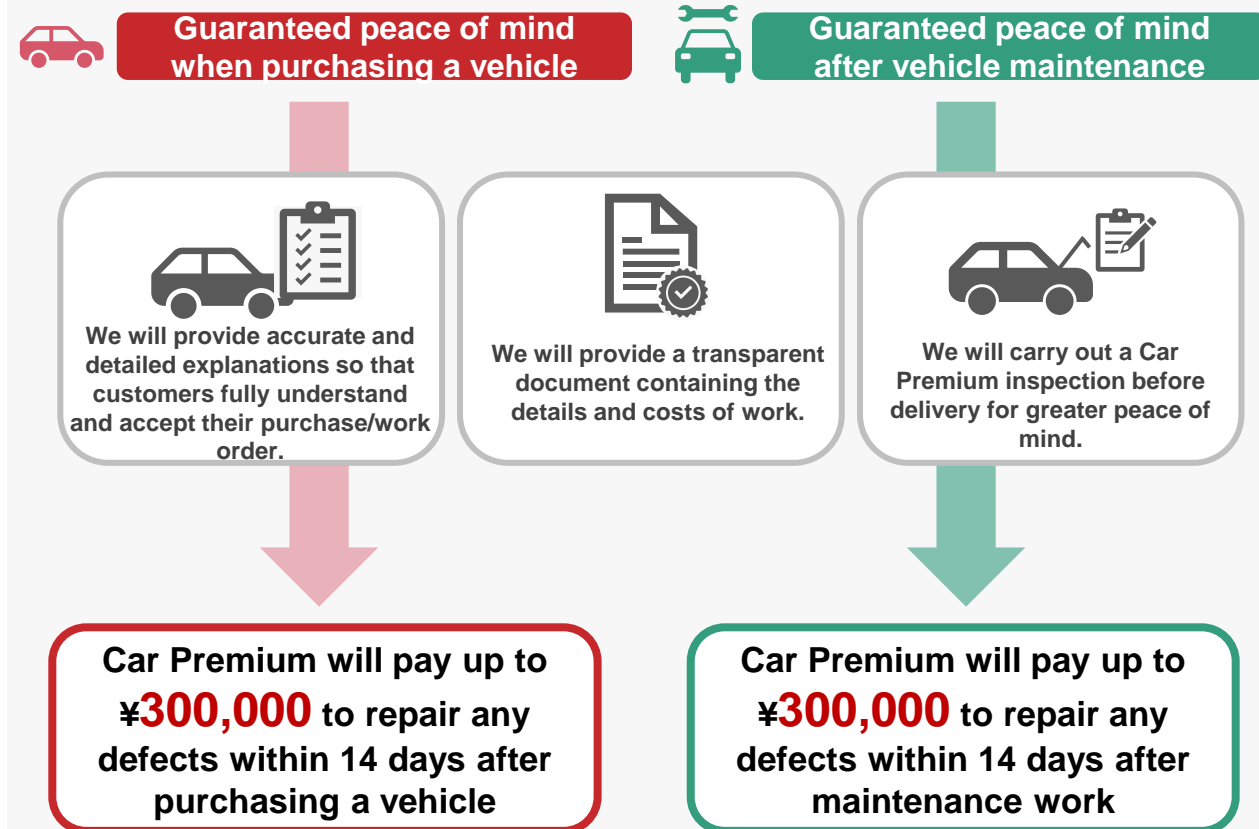 Guaranteed peace of mind
when purchasing a vehicle
Guaranteed peace of mind
after vehicle maintenance
We will provide accurate and
detailed explanations so that
customers fully understand
and accept their purchase/work
order.
We will provide a transparent
document containing the
details and costs of work.
We will carry out a Car
Premium inspection before
delivery for greater peace of
mind.
Car Premium will pay up to
¥300,000 to repair any
defects within 14 days after
purchasing a vehicle
Car Premium will pay up to
¥300,000 to repair any
defects within 14 days after
maintenance work